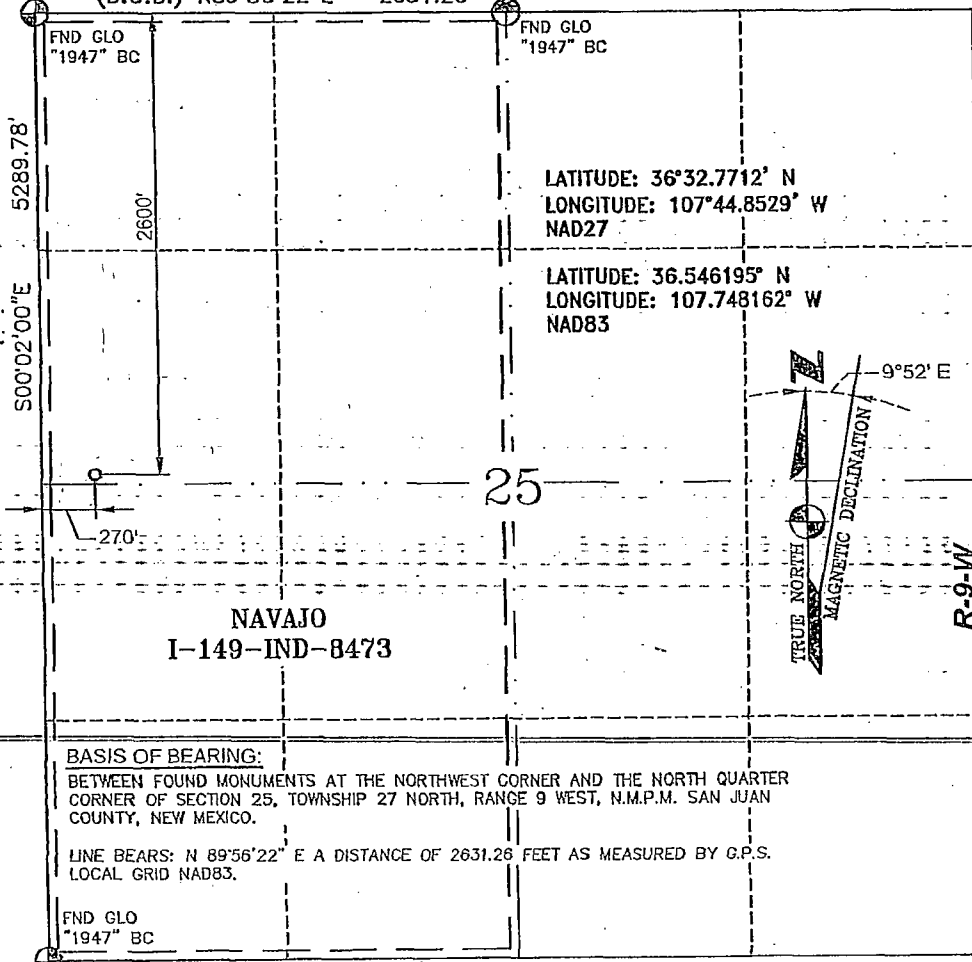 FND GLO
"1947" BC
FND GLO
"1947" BC
5289.78'
S00°02'00"E
2600'
LATITUDE: 36°32.7712' N
LONGITUDE: 107°44.8529' W
NAD27
LATITUDE: 36.546195° N
LONGITUDE: 107.748162° W
NAD83
9°52' E
TRUE NORTH
MAGNETIC DECLINATION
25
270'
R-9-W
NAVAJO
I-149-IND-8473
BASIS OF BEARING:
BETWEEN FOUND MONUMENTS AT THE NORTHWEST CORNER AND THE NORTH QUARTER
CORNER OF SECTION 25, TOWNSHIP 27 NORTH, RANGE 9 WEST, N.M.P.M. SAN JUAN
COUNTY, NEW MEXICO.
LINE BEARS: N 89°56'22" E A DISTANCE OF 2631.26 FEET AS MEASURED BY G.P.S.
LOCAL GRID NAD83.
FND GLO
"1947" BC